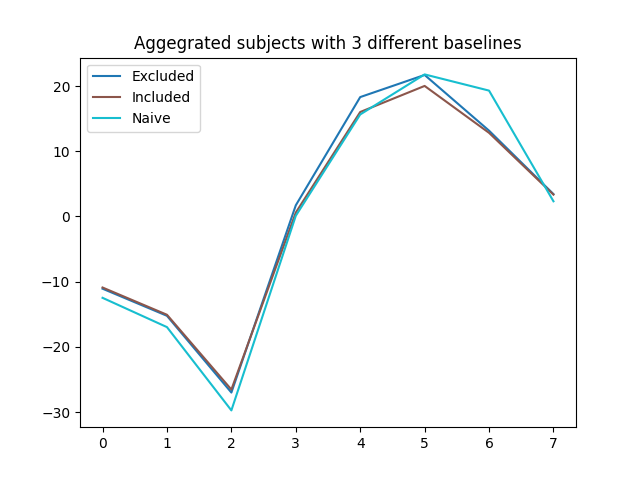 Aggegrated subjects with 3 different baselines
Excluded
Included
Naive
20
10
0
−10
−20
−30
0 1 2 3 4 5 6 7